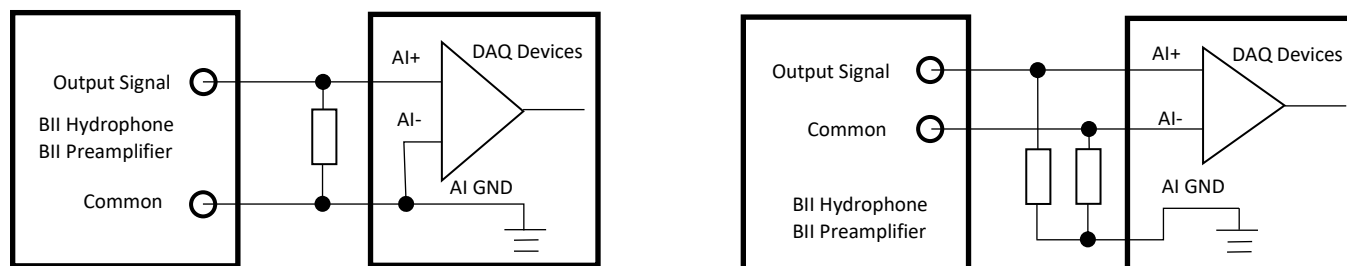 AI+
DAQ Devices
Output Signal
BII Hydrophone
BII Preamplifier
AI-
AI GND
Common
AI+
DAQ Devices
Output Signal
Common
AI-
AI GND
BII Hydrophone
BII Preamplifier